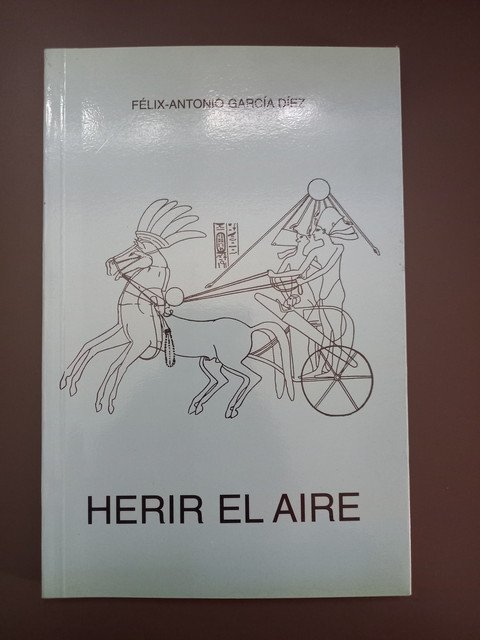 FÉLIX-ANTONIO GARCÍA DÍEZ
HERIR EL AIRE